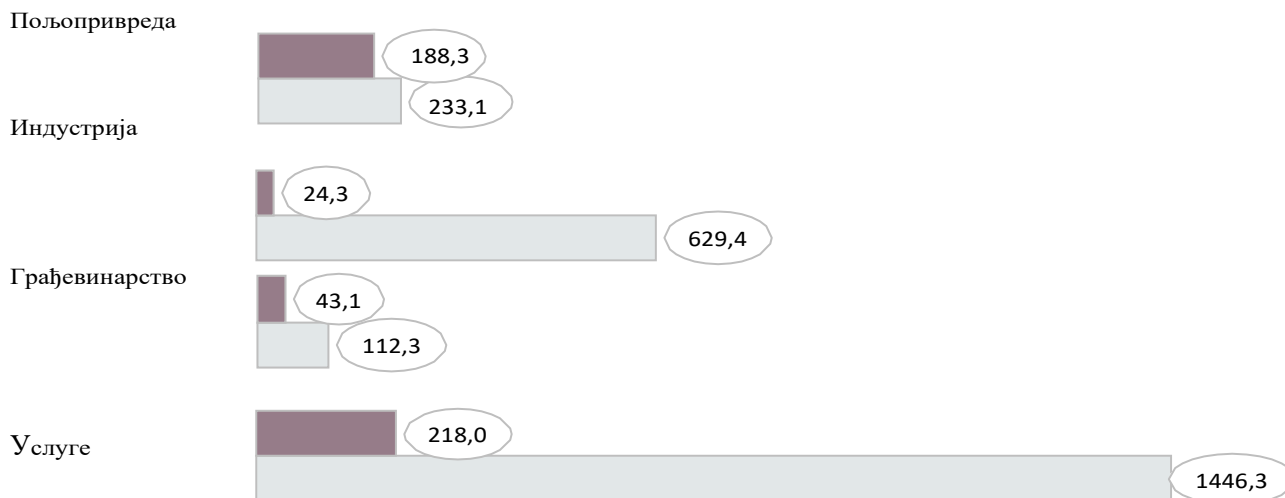 Пољопривреда
188,3
233,1
Индустрија
24,3
629,4
Грађевинарство
43,1
112,3
Услуге
218,0
1446,3